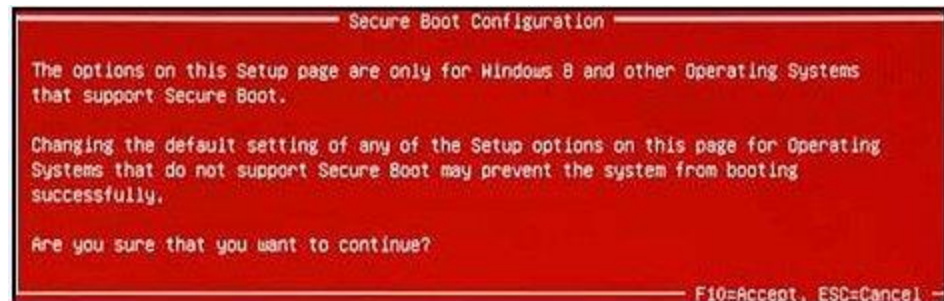 Secure Boot Configuration
The options on this Setup page are only for Windows 8 and other Operating Systems
that support Secure Boot.
Changing the default setting of any of the Setup options on this page for Operating
Systems that do not support Secure Boot may prevent the system from booting
successfully.
Are you sure that you want to continue?
F10=Accept, ESC=Cancel